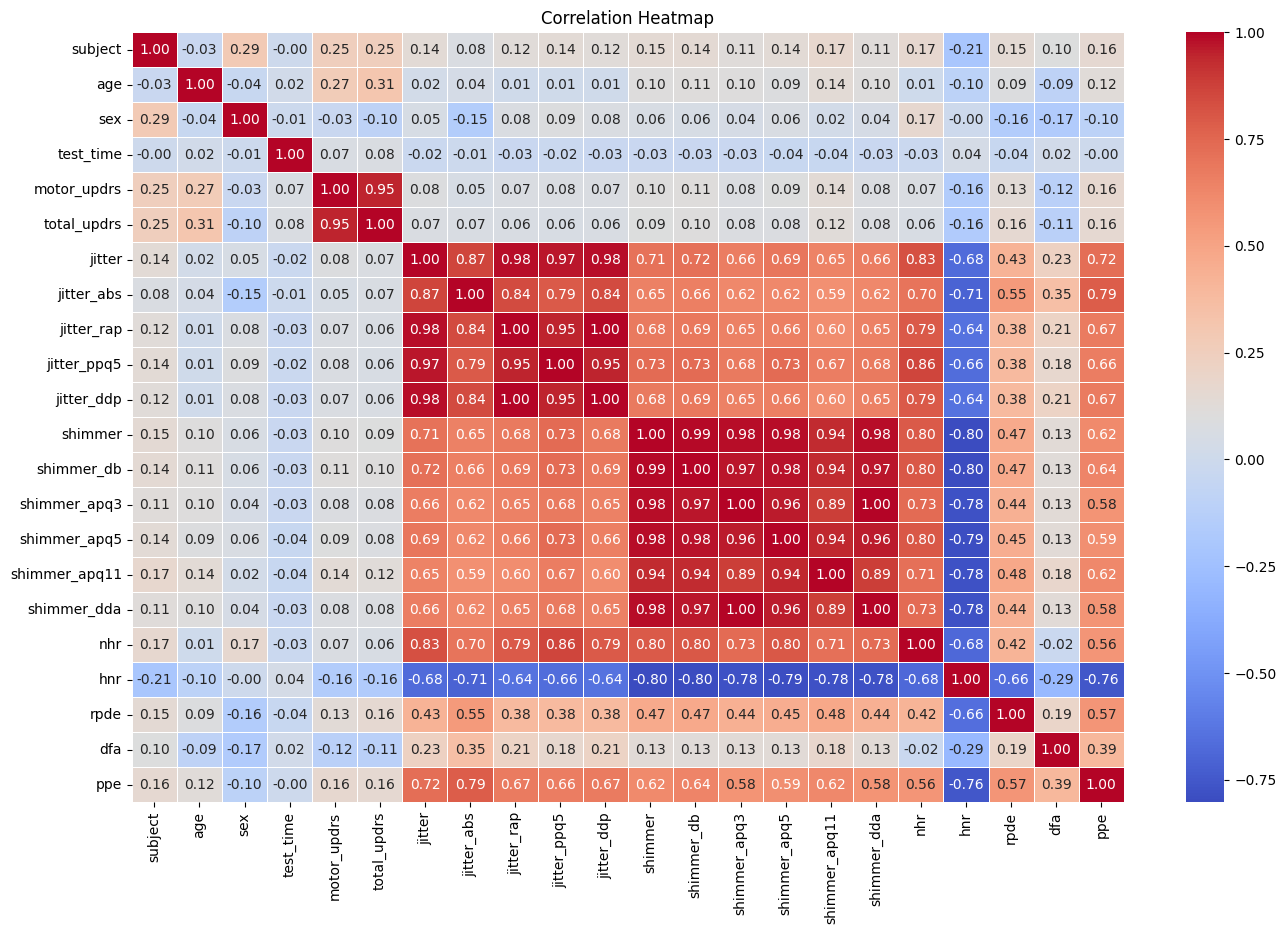 Correlation Heatmap
subject 1.00 -0.03 0.29 -0.00 0.25 0.25 0.14 0.08 0.12 0.14 0.12 0.15 0.14 0.11 0.14 0.17 0.11 0.17 -0.21 0.15 0.10 0.16
age -0.03 1.00 -0.04 0.02 0.27 0.31 0.02 0.04 0.01 0.01 0.01 0.10 0.11 0.10 0.09 0.14 0.10 0.01 -0.10 0.09 -0.09 0.12
sex 0.29 -0.04 1.00 -0.01 -0.03 -0.10 0.05 -0.15 0.08 0.09 0.08 0.06 0.06 0.04 0.06 0.02 0.04 0.17 -0.00 -0.16 -0.17 -0.10
test_time -0.00 0.02 -0.01 1.00 0.07 0.08 -0.02 -0.01 -0.03 -0.02 -0.03 -0.03 -0.03 -0.03 -0.04 -0.04 -0.03 -0.03 0.04 -0.04 0.02 -0.00
motor_updrs 0.25 0.27 -0.03 0.07 1.00 0.95 0.08 0.05 0.07 0.08 0.07 0.10 0.11 0.08 0.09 0.14 0.08 0.07 -0.16 0.13 -0.12 0.16
total_updrs 0.25 0.31 -0.10 0.08 0.95 1.00 0.07 0.07 0.06 0.06 0.06 0.09 0.10 0.08 0.08 0.12 0.08 0.06 -0.16 0.16 -0.11 0.16
jitter 0.14 0.02 0.05 -0.02 0.08 0.07 1.00 0.87 0.98 0.97 0.98 0.71 0.72 0.66 0.69 0.65 0.66 0.83 -0.68 0.43 0.23 0.72
jitter_abs 0.08 0.04 -0.15 -0.01 0.05 0.07 0.87 1.00 0.84 0.79 0.84 0.65 0.66 0.62 0.62 0.59 0.62 0.70 -0.71 0.55 0.35 0.79
jitter_rap 0.12 0.01 0.08 -0.03 0.07 0.06 0.98 0.84 1.00 0.95 1.00 0.68 0.69 0.65 0.66 0.60 0.65 0.79 -0.64 0.38 0.21 0.67
jitter_ppq5 0.14 0.01 0.09 -0.02 0.08 0.06 0.97 0.79 0.95 1.00 0.95 0.73 0.73 0.68 0.73 0.67 0.68 0.86 -0.66 0.38 0.18 0.66
jitter_ddp 0.12 0.01 0.08 -0.03 0.07 0.06 0.98 0.84 1.00 0.95 1.00 0.68 0.69 0.65 0.66 0.60 0.65 0.79 -0.64 0.38 0.21 0.67
shimmer 0.15 0.10 0.06 -0.03 0.10 0.09 0.71 0.65 0.68 0.73 0.68 1.00 0.99 0.98 0.98 0.94 0.98 0.80 -0.80 0.47 0.13 0.62
shimmer_db 0.14 0.11 0.06 -0.03 0.11 0.10 0.72 0.66 0.69 0.73 0.69 0.99 1.00 0.97 0.98 0.94 0.97 0.80 -0.80 0.47 0.13 0.64
shimmer_apq3 0.11 0.10 0.04 -0.03 0.08 0.08 0.66 0.62 0.65 0.68 0.65 0.98 0.97 1.00 0.96 0.89 1.00 0.73 -0.78 0.44 0.13 0.58
shimmer_apq5 0.14 0.09 0.06 -0.04 0.09 0.08 0.69 0.62 0.66 0.73 0.66 0.98 0.98 0.96 1.00 0.94 0.96 0.80 -0.79 0.45 0.13 0.59
shimmer_apq11 0.17 0.14 0.02 -0.04 0.14 0.12 0.65 0.59 0.60 0.67 0.60 0.94 0.94 0.89 0.94 1.00 0.89 0.71 -0.78 0.48 0.18 0.62
shimmer_dda 0.11 0.10 0.04 -0.03 0.08 0.08 0.66 0.62 0.65 0.68 0.65 0.98 0.97 1.00 0.96 0.89 1.00 0.73 -0.78 0.44 0.13 0.58
nhr 0.17 0.01 0.17 -0.03 0.07 0.06 0.83 0.70 0.79 0.86 0.79 0.80 0.80 0.73 0.80 0.71 0.73 1.00 -0.68 0.42 -0.02 0.56
hnr -0.21 -0.10 -0.00 0.04 -0.16 -0.16 -0.68 -0.71 -0.64 -0.66 -0.64 -0.80 -0.80 -0.78 -0.79 -0.78 -0.78 -0.68 1.00 -0.66 -0.29 -0.76
rpde 0.15 0.09 -0.16 -0.04 0.13 0.16 0.43 0.55 0.38 0.38 0.38 0.47 0.47 0.44 0.45 0.48 0.44 0.42 -0.66 1.00 0.19 0.57
dfa 0.10 -0.09 -0.17 0.02 -0.12 -0.11 0.23 0.35 0.21 0.18 0.21 0.13 0.13 0.13 0.13 0.18 0.13 -0.02 -0.29 0.19 1.00 0.39
ppe 0.16 0.12 -0.10 -0.00 0.16 0.16 0.72 0.79 0.67 0.66 0.67 0.62 0.64 0.58 0.59 0.62 0.58 0.56 -0.76 0.57 0.39 1.00
subject
age
sex
test_time
motor_updrs
total_updrs
jitter
jitter_abs
jitter_rap
jitter_ppq5
jitter_ddp
shimmer
shimmer_db
shimmer_apq3
shimmer_apq5
shimmer_apq11
shimmer_dda
nhr
hnr
rpde
dfa
ppe
1.00
0.75
0.50
0.25
0.00
−0.25
−0.50
−0.75